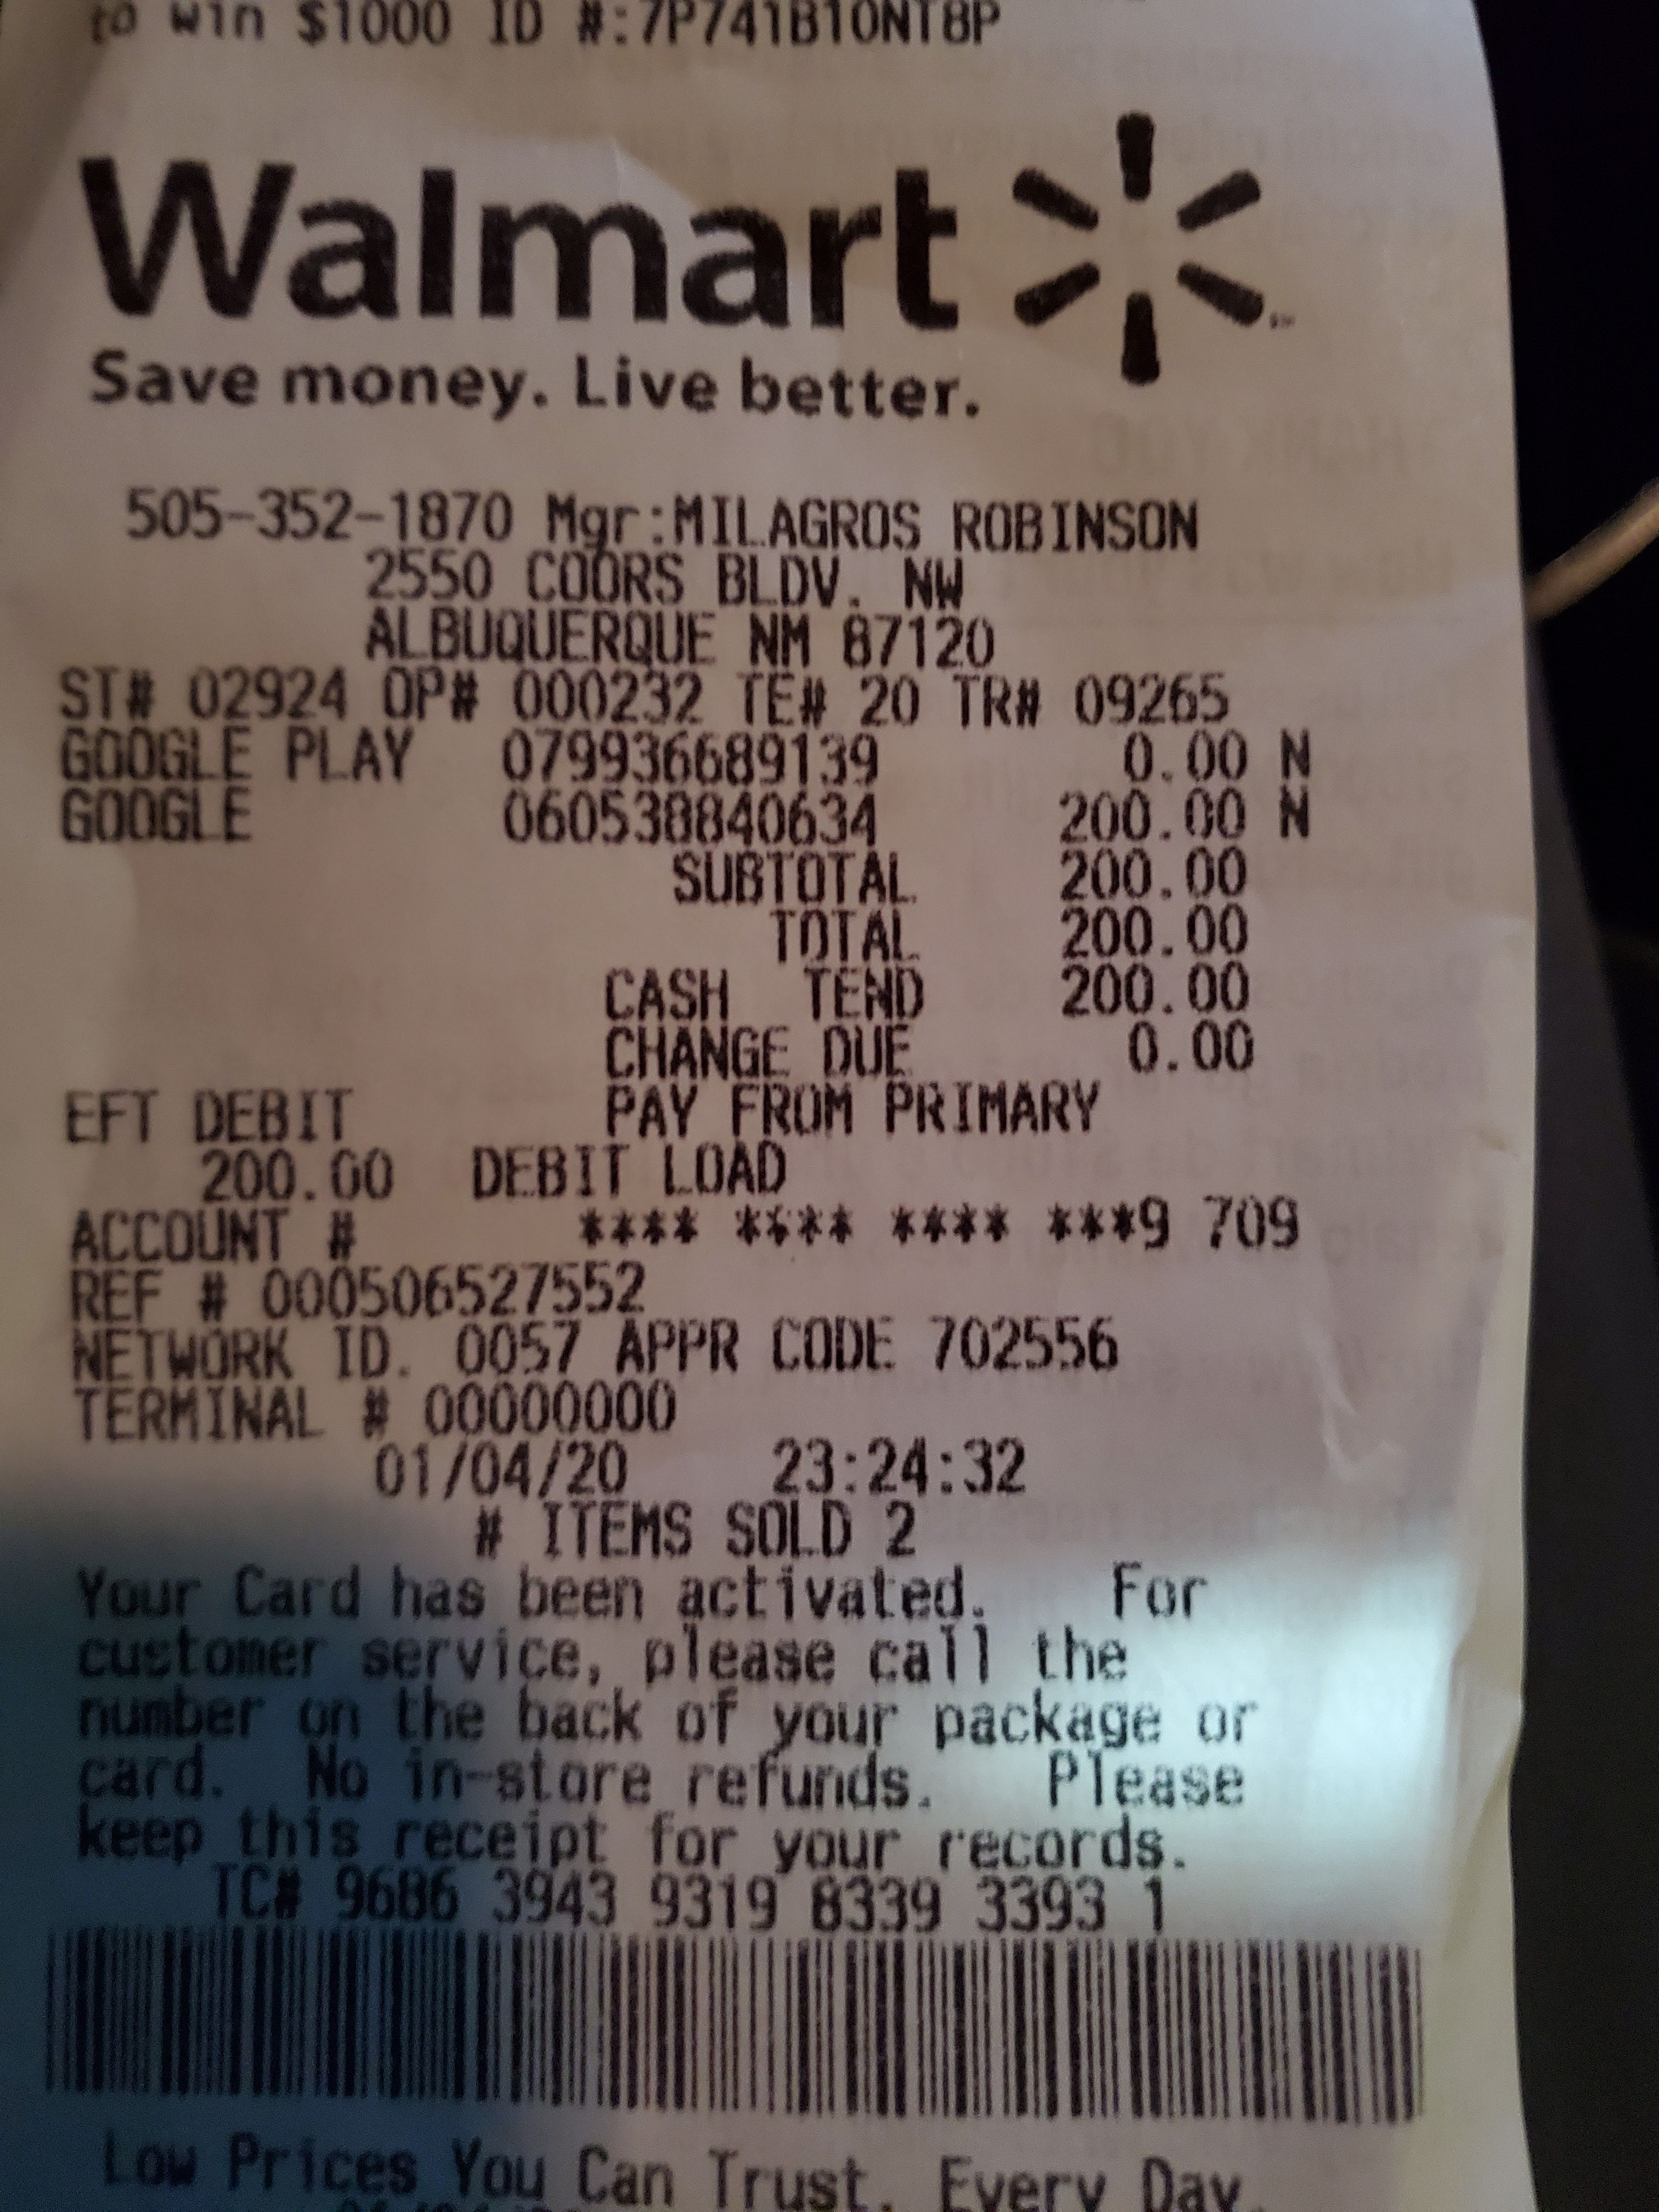 to win $1000 ID #:7P741B10NT8P
Walmart
Save money. Live better.
505-352-1870 Mgr:MILAGROS ROBINSON
2550 COORS BLDV. NW
ALBUQUERQUE NM 87120
ST# 02924 OP# 000232 TE# 20 TR# 09265
GOOGLE PLAY 079936689139 0.00 N
GOOGLE 060538840634 200.00 N
SUBTOTAL 200.00
TOTAL 200.00
CASH TEND 200.00
CHANGE DUE 0.00
EFT DEBIT PAY FROM PRIMARY
200.00 DEBIT LOAD
ACCOUNT # **** **** **** ***9 709
REF # 000506527552
NETWORK ID. 0057 APPR CODE 702556
TERMINAL # 00000000
01/04/20 23:24:32
# ITEMS SOLD 2
Your Card has been activated. For
customer service, please call the
number on the back of your package or
card. No in-store refunds. Please
keep this receipt for your records.
TC# 9686 3943 9319 8339 3393 1
Low Prices You Can Trust. Every Day.